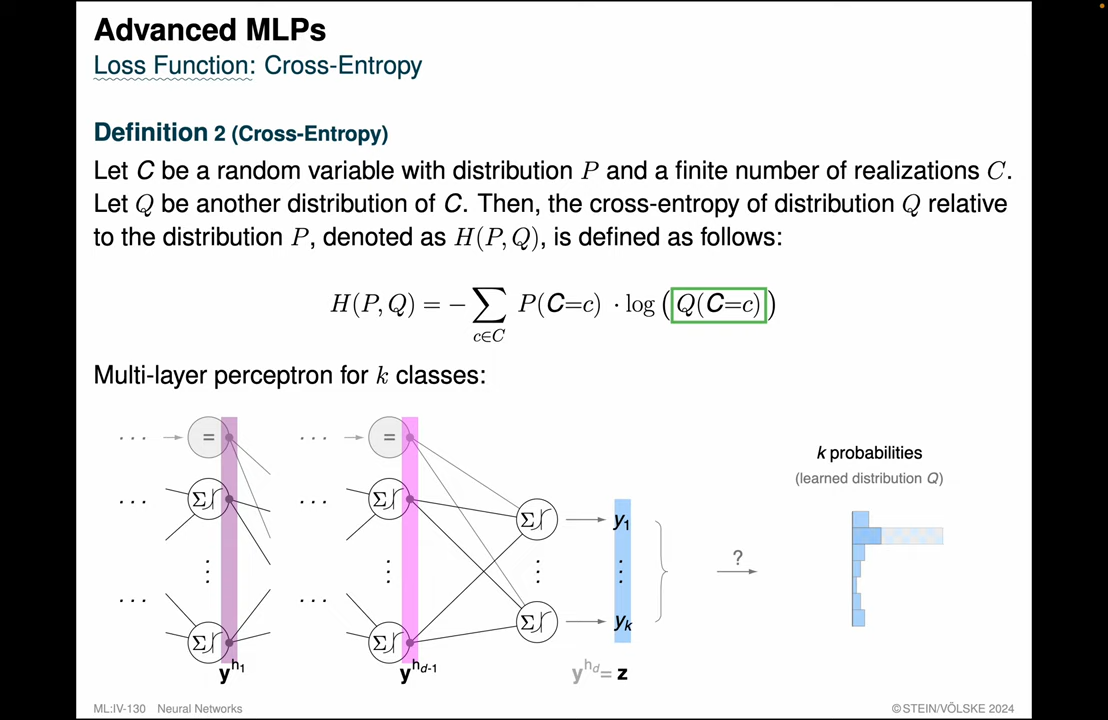 Advanced MLPs
Loss Function: Cross-Entropy
Definition 2 (Cross-Entropy)
Let C be a random variable with distribution P and a finite number of realizations C.
Let Q be another distribution of C. Then, the cross-entropy of distribution Q relative
to the distribution P, denoted as H(P, Q), is defined as follows:
H(P, Q) = − ∑ P(C=c) · log (Q(C=c))
c∈C
Multi-layer perceptron for k classes:
... = ... =
k probabilities
(learned distribution Q)
... Σ ... Σ
Σ y₁
⋮ ⋮ ⋮ ⋮ ?
... ...
Σ yₖ
Σ Σ
y^h₁ y^h_d-1 y^h_d = z
ML:IV-130 Neural Networks ©STEIN/VÖLSKE 2024